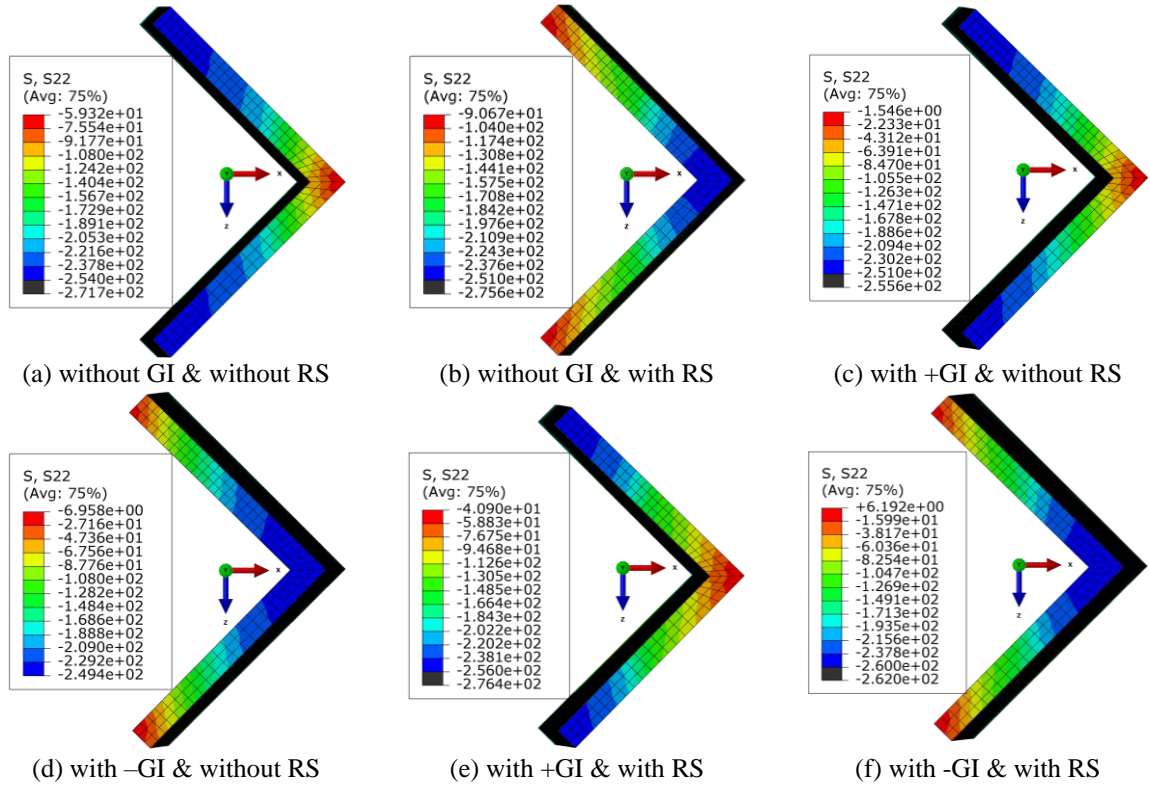 S, S22
(Avg: 75%)
-5.932e+01
-7.554e+01
-9.177e+01
-1.080e+02
-1.242e+02
-1.404e+02
-1.567e+02
-1.729e+02
-1.891e+02
-2.053e+02
-2.216e+02
-2.378e+02
-2.540e+02
-2.717e+02
Y
x
z
(a) without GI & without RS
S, S22
(Avg: 75%)
-9.067e+01
-1.040e+02
-1.174e+02
-1.308e+02
-1.441e+02
-1.575e+02
-1.708e+02
-1.842e+02
-1.976e+02
-2.109e+02
-2.243e+02
-2.376e+02
-2.510e+02
-2.756e+02
Y
x
z
(b) without GI & with RS
S, S22
(Avg: 75%)
-1.546e+00
-2.233e+01
-4.312e+01
-6.391e+01
-8.470e+01
-1.055e+02
-1.263e+02
-1.471e+02
-1.678e+02
-1.886e+02
-2.094e+02
-2.302e+02
-2.510e+02
-2.556e+02
Y
x
z
(c) with +GI & without RS
S, S22
(Avg: 75%)
-6.958e+00
-2.716e+01
-4.736e+01
-6.756e+01
-8.776e+01
-1.080e+02
-1.282e+02
-1.484e+02
-1.686e+02
-1.888e+02
-2.090e+02
-2.292e+02
-2.494e+02
Y
x
z
(d) with –GI & without RS
S, S22
(Avg: 75%)
-4.090e+01
-5.883e+01
-7.675e+01
-9.468e+01
-1.126e+02
-1.305e+02
-1.485e+02
-1.664e+02
-1.843e+02
-2.022e+02
-2.202e+02
-2.381e+02
-2.560e+02
-2.764e+02
Y
x
z
(e) with +GI & with RS
S, S22
(Avg: 75%)
+6.192e+00
-1.599e+01
-3.817e+01
-6.036e+01
-8.254e+01
-1.047e+02
-1.269e+02
-1.491e+02
-1.713e+02
-1.935e+02
-2.156e+02
-2.378e+02
-2.600e+02
-2.620e+02
Y
x
z
(f) with -GI & with RS